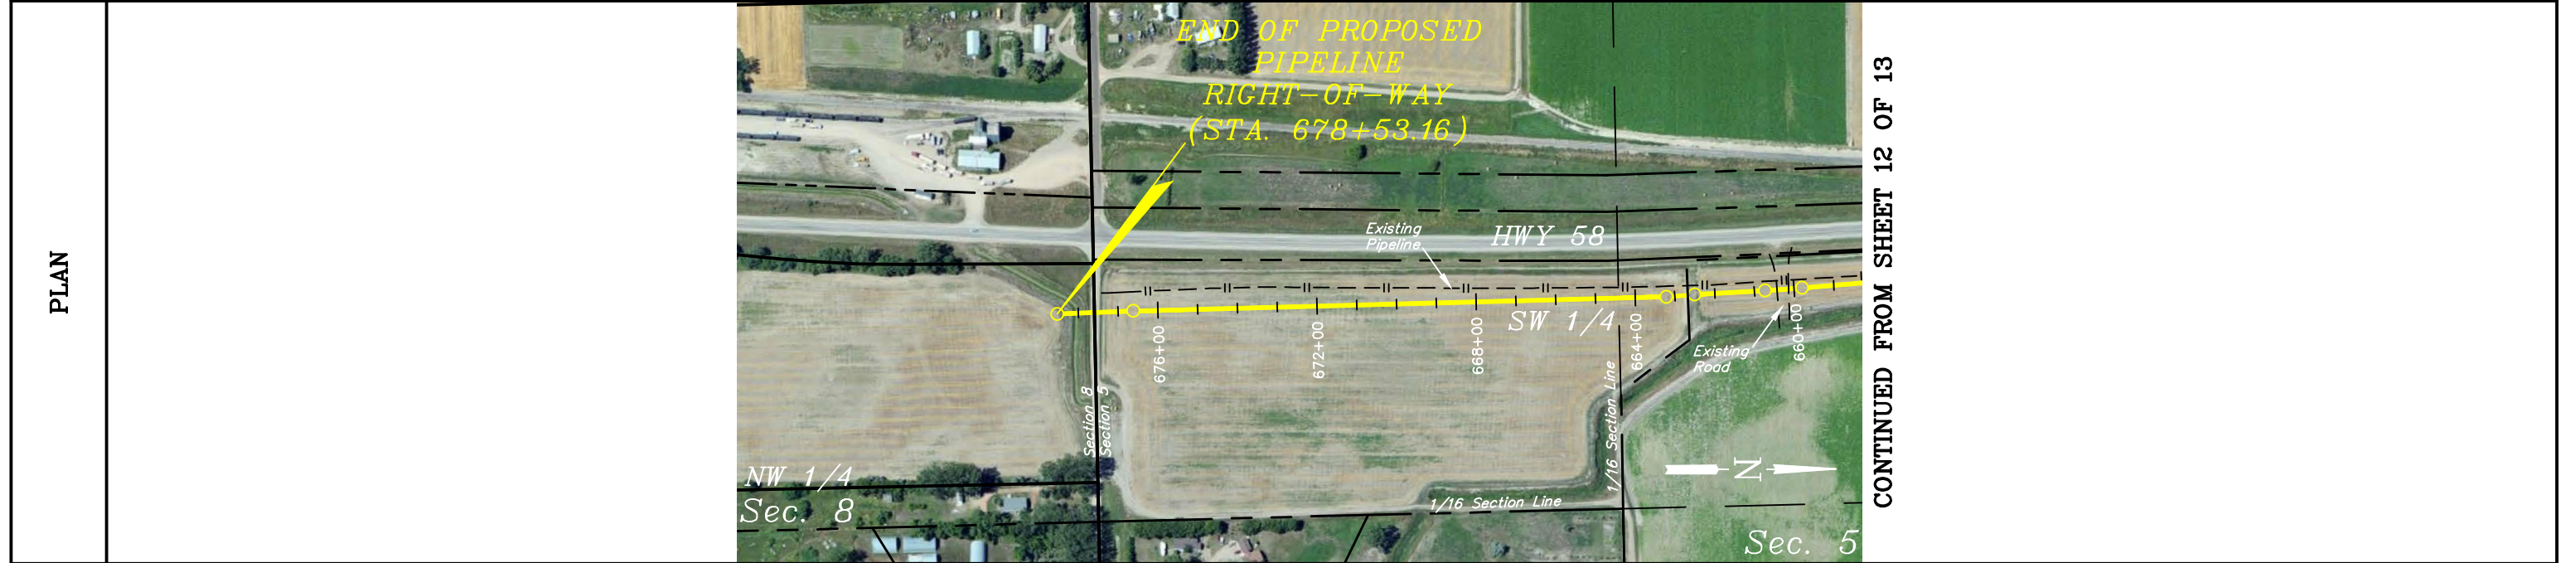 PLAN
END OF PROPOSED
PIPELINE
RIGHT-OF-WAY
(STA. 678+53.16)
Existing
Pipeline
HWY 58
SW 1/4
676+00
672+00
668+00
664+00
660+00
Existing
Road
Section 8
Section 5
1/16 Section Line
1/16 Section Line
N
NW 1/4
Sec. 8
Sec. 5
CONTINUED FROM SHEET 12 OF 13